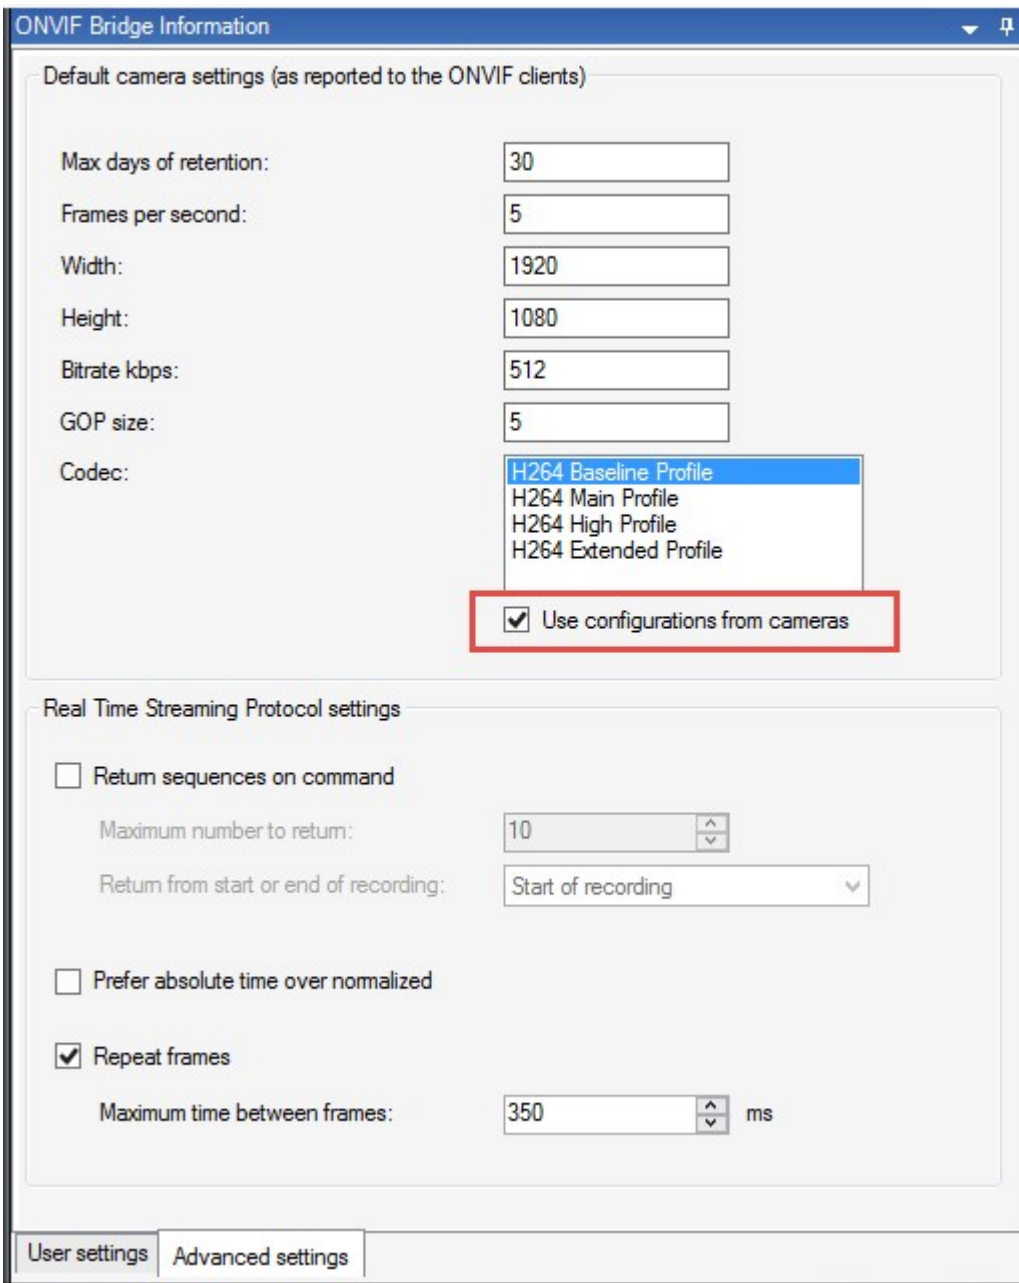 ONVIF Bridge Information
Default camera settings (as reported to the ONVIF clients)
Max days of retention: 30
Frames per second: 5
Width: 1920
Height: 1080
Bitrate kbps: 512
GOP size: 5
Codec: H264 Baseline Profile
H264 Main Profile
H264 High Profile
H264 Extended Profile
Use configurations from cameras
Real Time Streaming Protocol settings
Return sequences on command
Maximum number to return: 10
Return from start or end of recording: Start of recording
Prefer absolute time over normalized
Repeat frames
Maximum time between frames: 350 ms
User settings Advanced settings